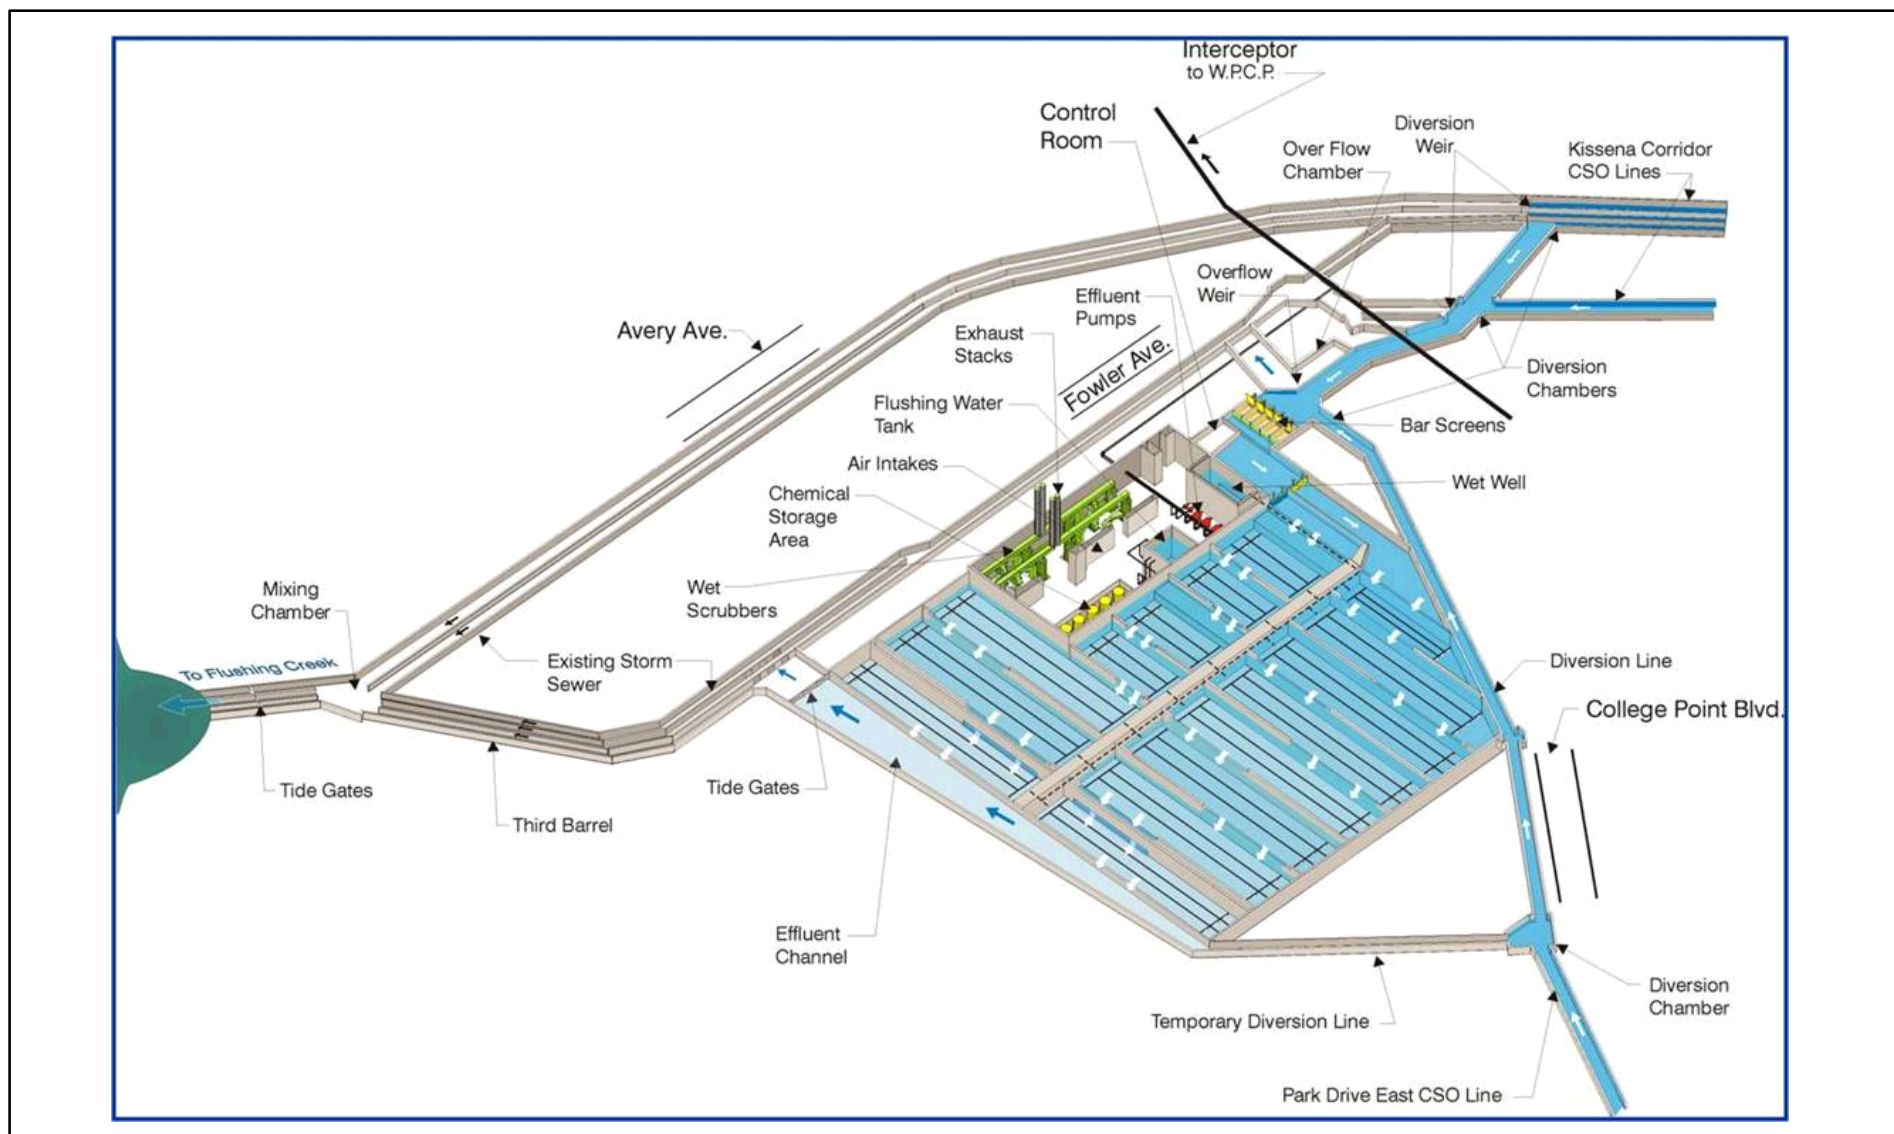 Interceptor
to W.P.C.P.
Control
Room
Diversion
Weir
Over Flow
Chamber
Kissena Corridor
CSO Lines
Overflow
Weir
Effluent
Pumps
Avery Ave.
Exhaust
Stacks
Fowler Ave.
Diversion
Chambers
Flushing Water
Tank
Bar Screens
Air Intakes
Wet Well
Chemical
Storage
Area
Mixing
Chamber
Wet
Scrubbers
To Flushing Creek
Existing Storm
Sewer
Diversion Line
College Point Blvd.
Tide Gates
Tide Gates
Third Barrel
Effluent
Channel
Diversion
Chamber
Temporary Diversion Line
Park Drive East CSO Line